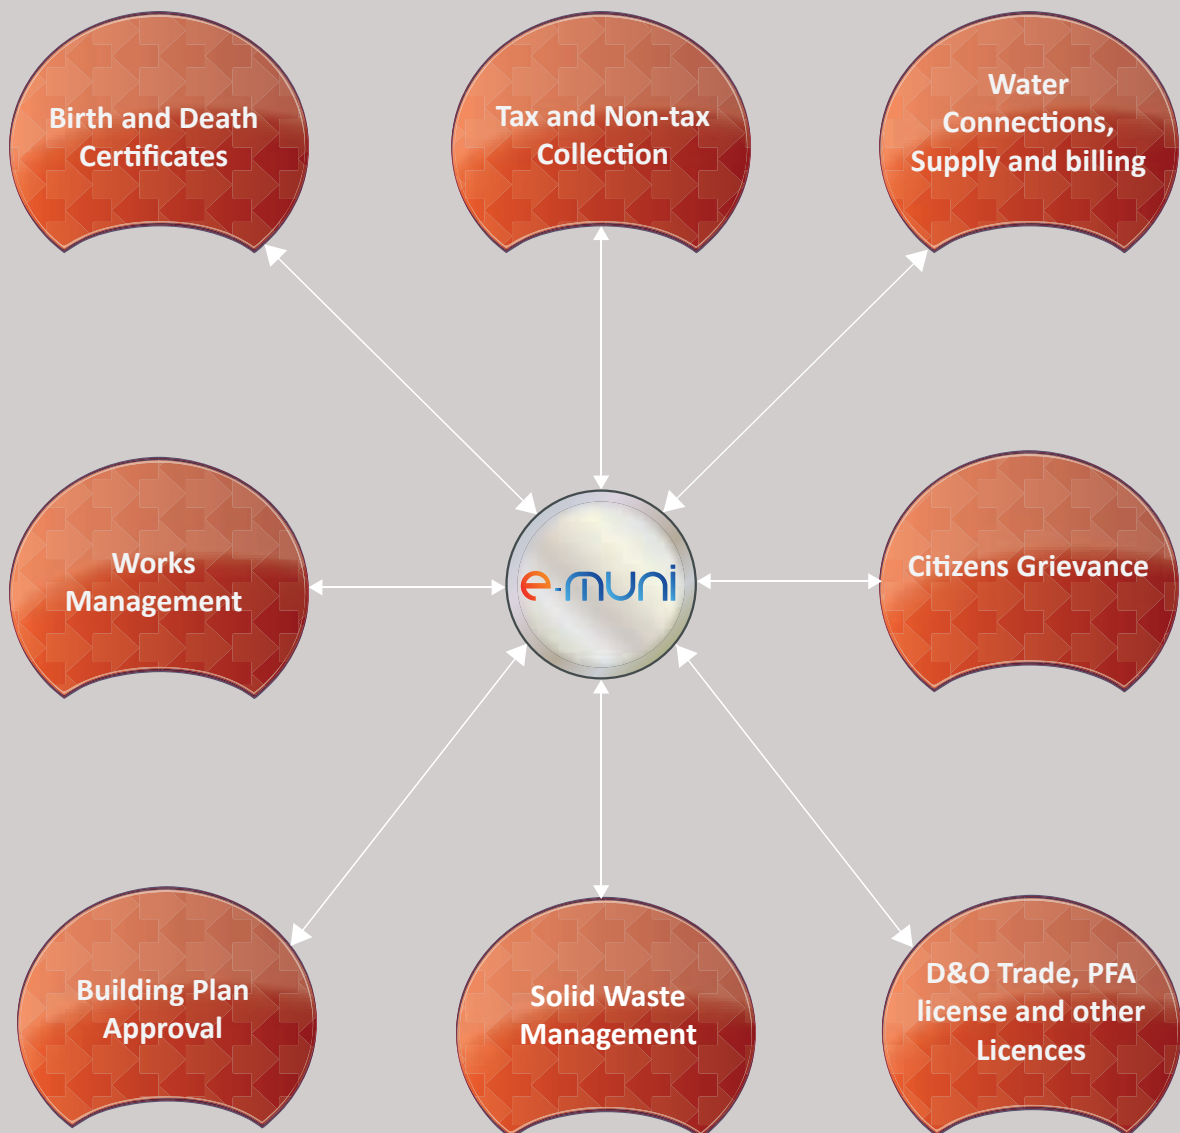 Birth and Death
Certificates
Tax and Non-tax
Collection
Water
Connections,
Supply and billing
Works
Management
e-muni
Citizens Grievance
Building Plan
Approval
Solid Waste
Management
D&O Trade, PFA
license and other
Licences